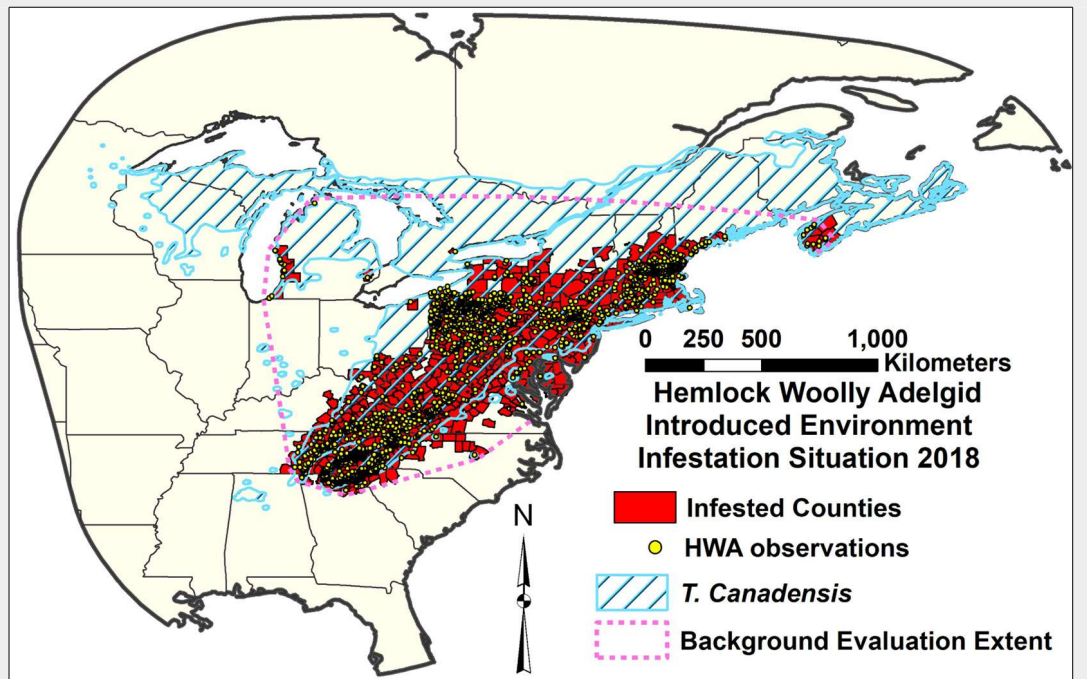 0 250 500 1,000
Kilometers
Hemlock Woolly Adelgid
Introduced Environment
Infestation Situation 2018
N
Infested Counties
HWA observations
T. Canadensis
Background Evaluation Extent